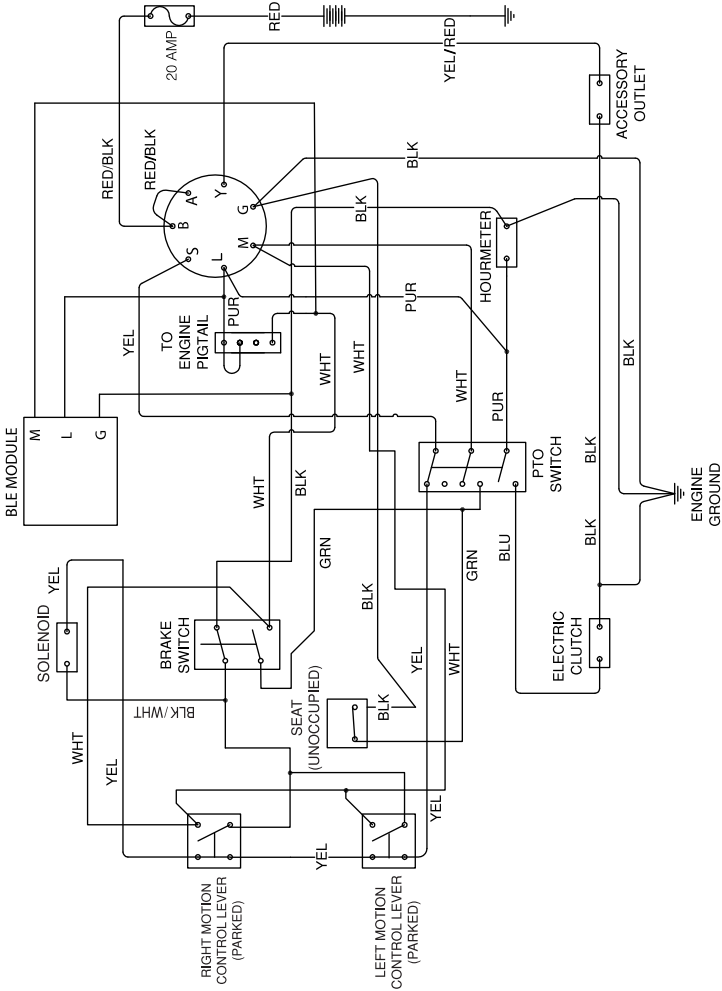 RED
20 AMP
YEL/RED
RED/BLK
RED/BLK
ACCESSORY
OUTLET
BLK
A
Y
B
G
BLK
S
M
L
HOURMETER
PUR
PUR
TO
ENGINE
PIGTAIL
YEL
WHT
WHT
BLK
WHT
PUR
BLE MODULE
M
L
G
WHT
BLK
PTO
SWITCH
BLK
ENGINE
GROUND
GRN
GRN
BLU
BLK
YEL
SOLENOID
BRAKE
SWITCH
BLK
YEL
WHT
ELECTRIC
CLUTCH
BLK/WHT
SEAT
(UNOCCUPIED)
BLK
WHT
YEL
YEL
YEL
RIGHT MOTION
CONTROL LEVER
(PARKED)
LEFT MOTION
CONTROL LEVER
(PARKED)